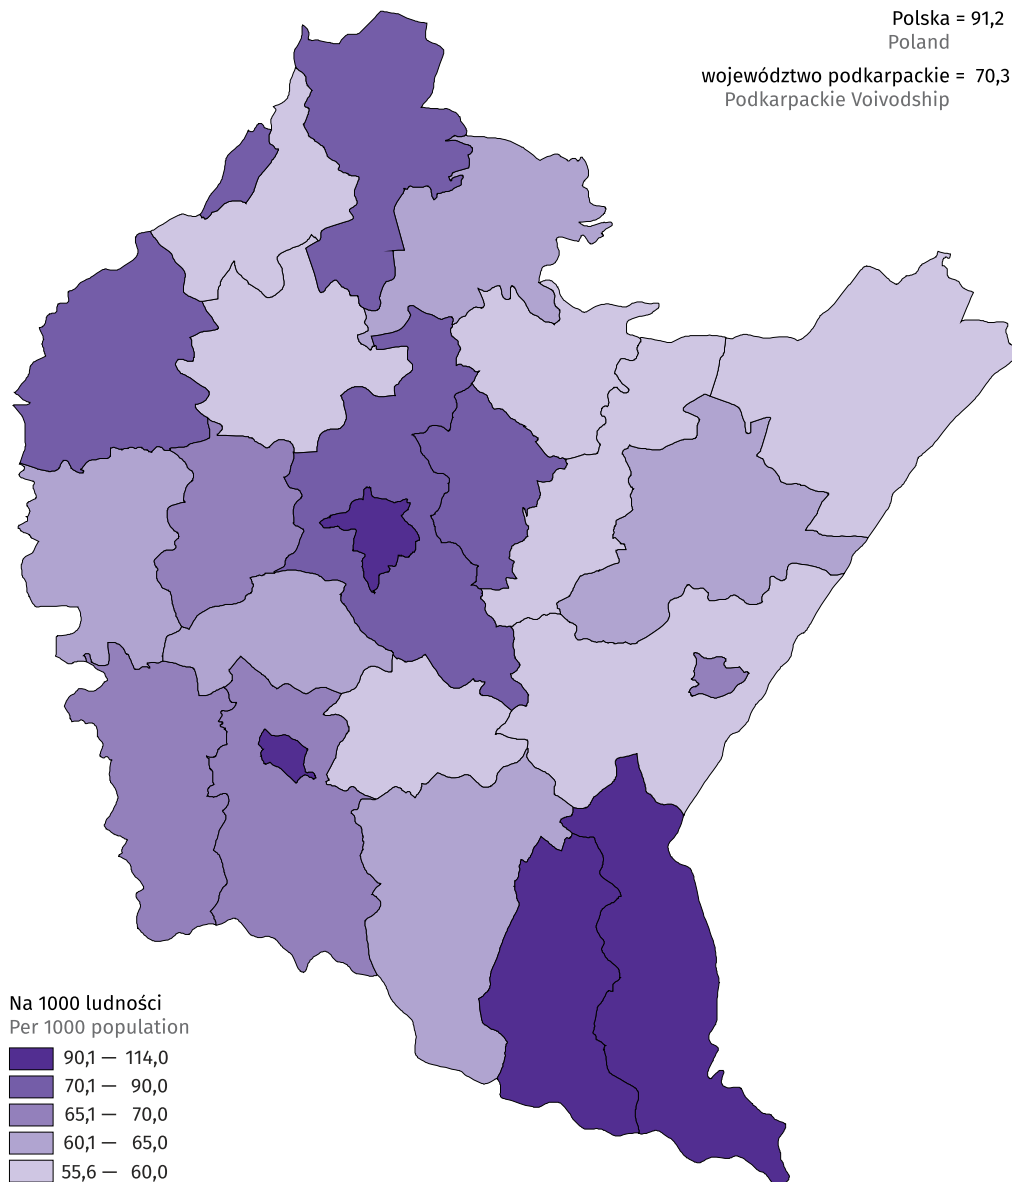 Polska = 91,2
Poland
województwo podkarpackie = 70,3
Podkarpackie Voivodship
Na 1000 ludności
Per 1000 population
90,1 — 114,0
70,1 — 90,0
65,1 — 70,0
60,1 — 65,0
55,6 — 60,0